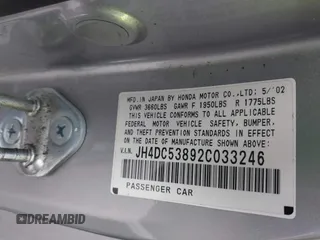 MFD. IN JAPAN BY HONDA MOTOR CO.,LTD; 5/'02
GVWR 3660LBS GAWR F 1950LBS R 1775LBS
THIS VEHICLE CONFORMS TO ALL APPLICABLE
FEDERAL MOTOR VEHICLE SAFETY, BUMPER,
AND THEFT PREVENTION STANDARDS IN EFFECT
ON THE DATE OF MANUFACTURE SHOWN ABOVE.
V.I.N. JH4DC53892C033246
PASSENGER CAR
DREAMBID